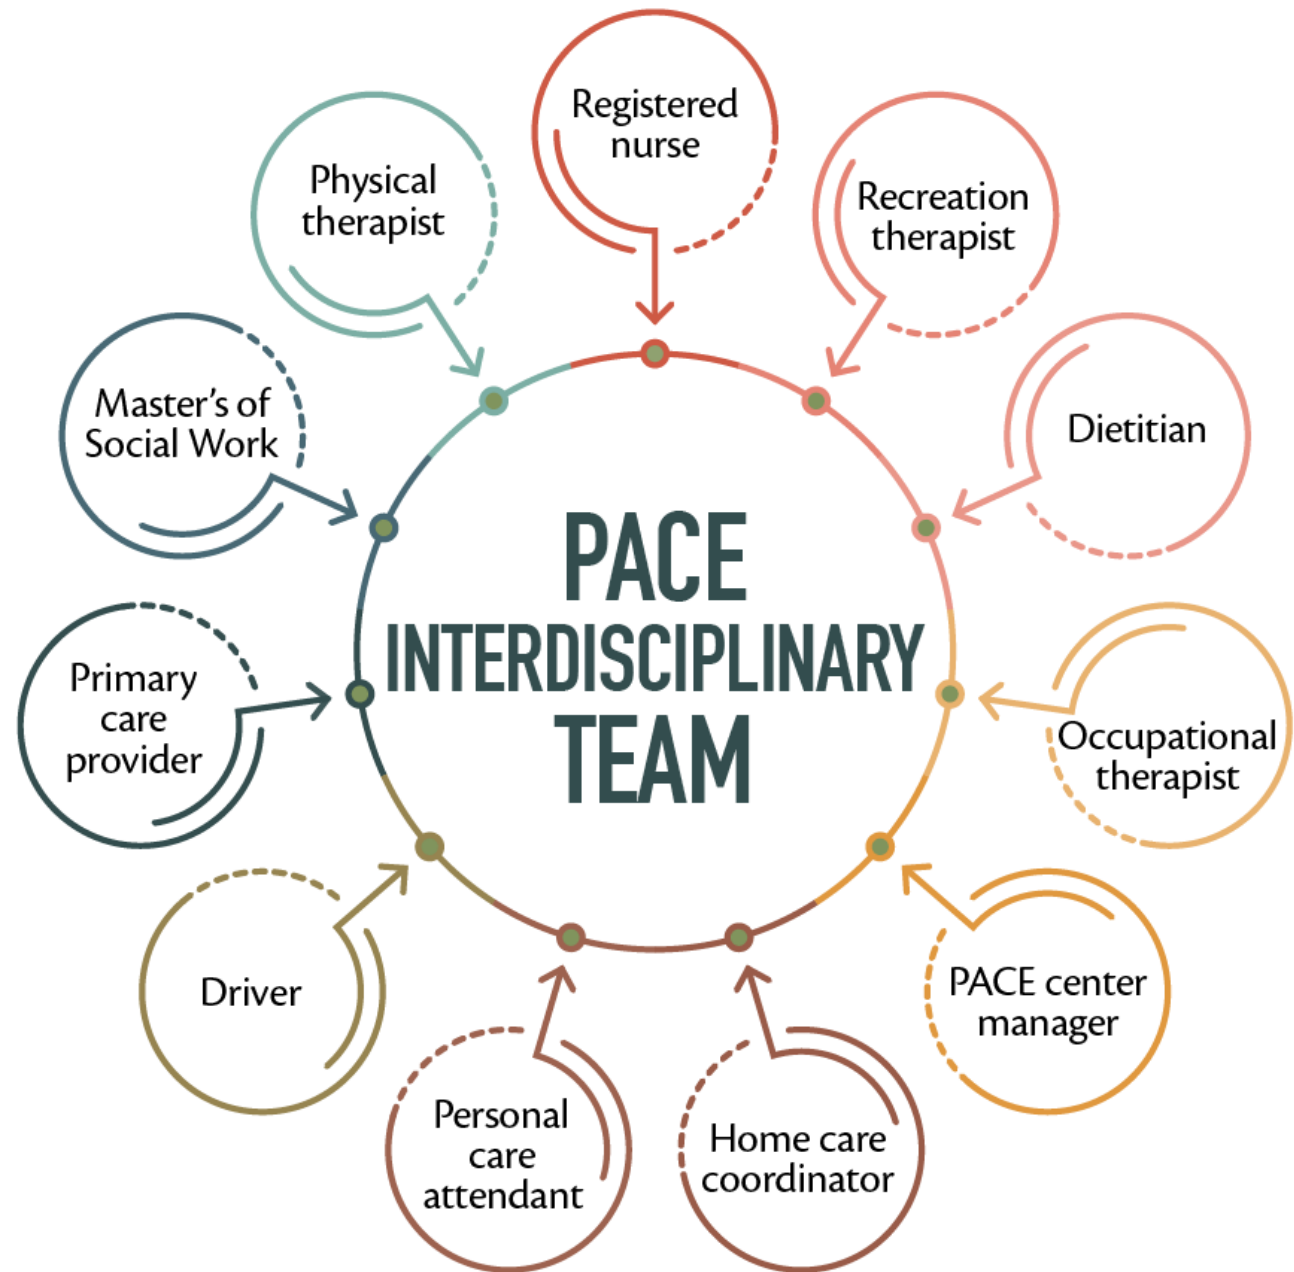 Registered
nurse
Recreation
therapist
Dietitian
Occupational
therapist
PACE center
manager
Home care
coordinator
Personal
care
attendant
Driver
Primary
care
provider
Master’s of
Social Work
Physical
therapist
PACE
INTERDISCIPLINARY
TEAM